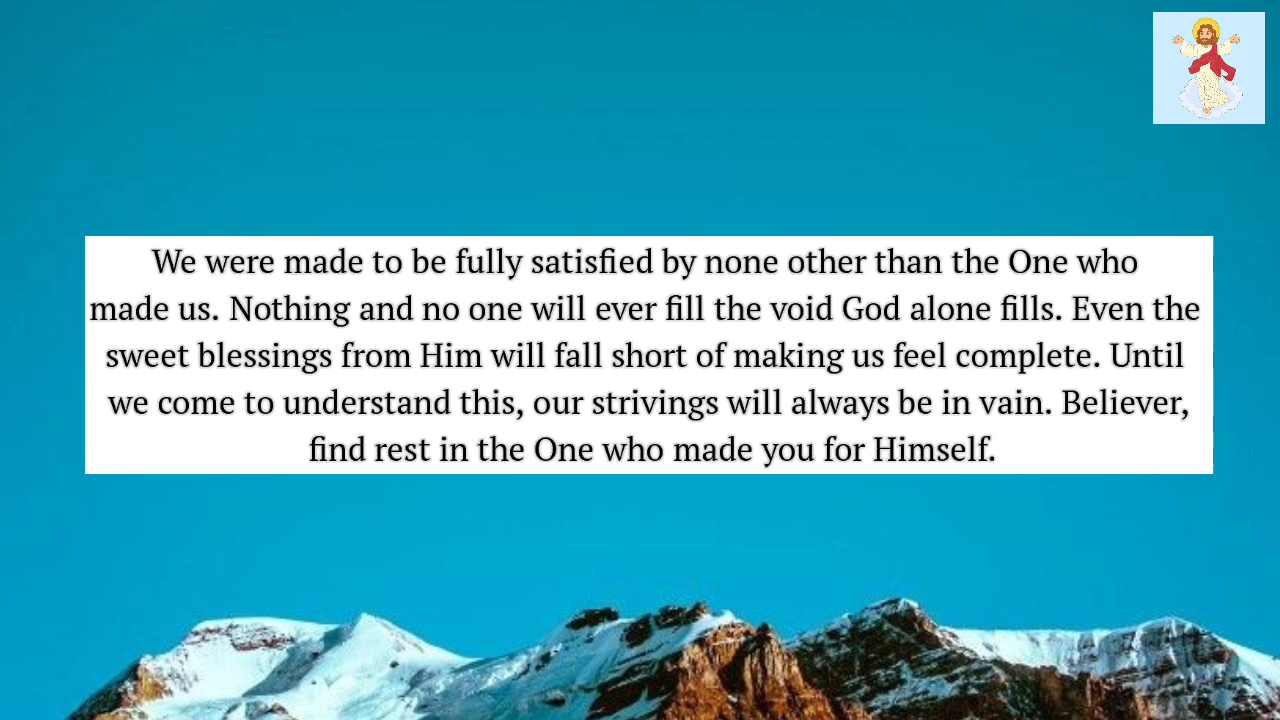 We were made to be fully satisfied by none other than the One who
made us. Nothing and no one will ever fill the void God alone fills. Even the
sweet blessings from Him will fall short of making us feel complete. Until
we come to understand this, our strivings will always be in vain. Believer,
find rest in the One who made you for Himself.